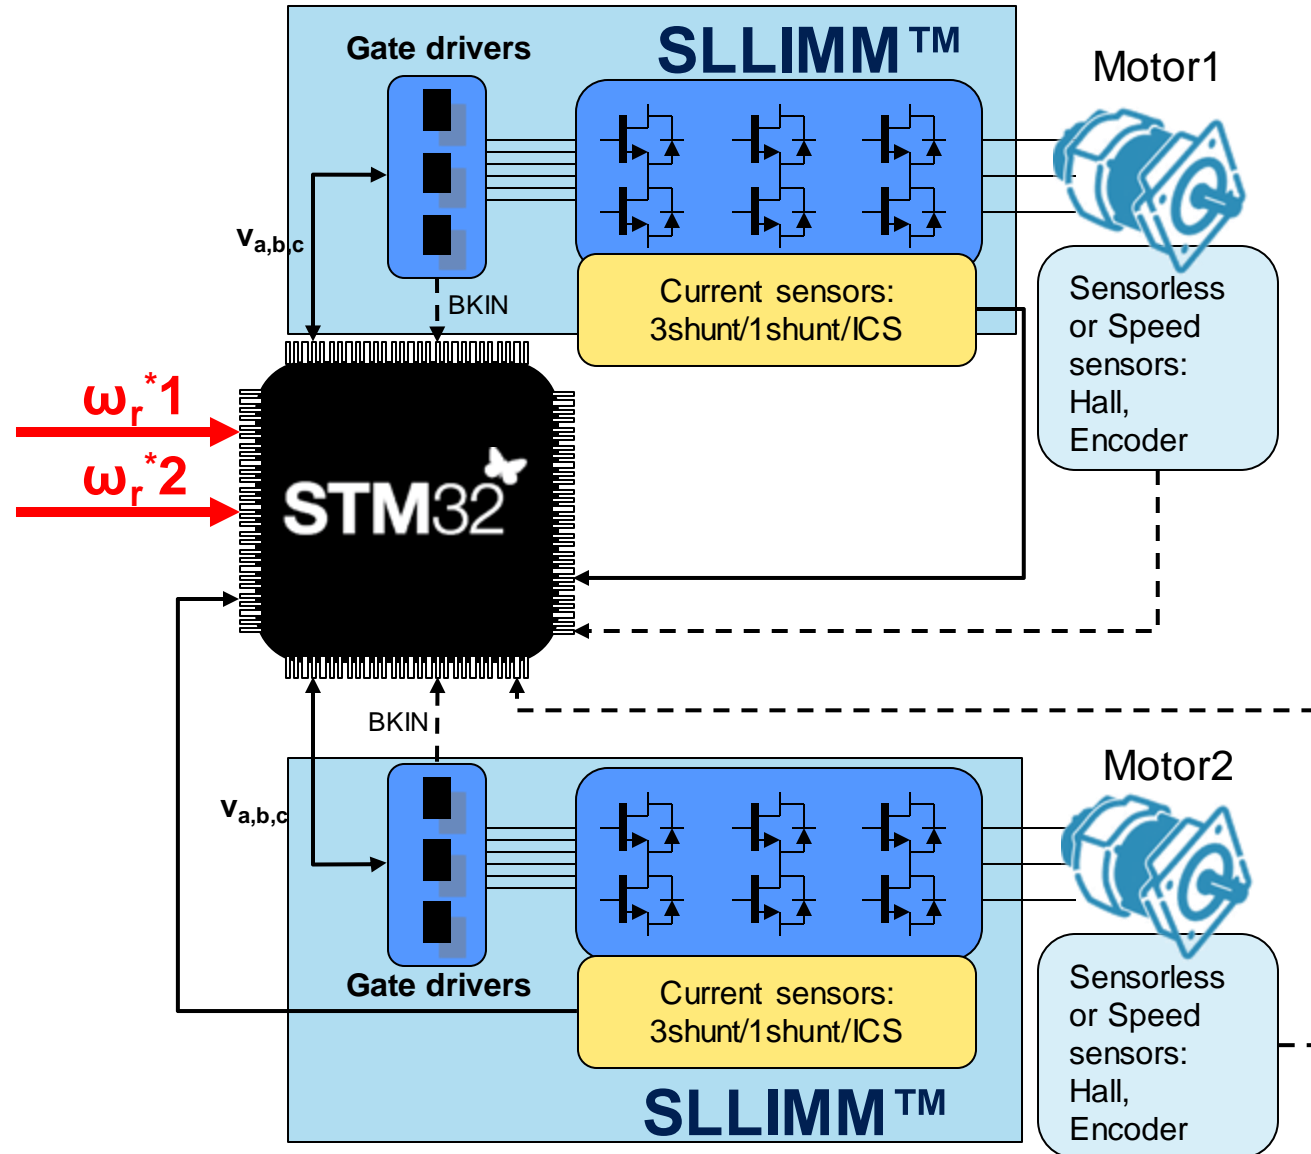 Gate drivers
SLLIMM™
Motor1
va,b,c
BKIN
Current sensors:
3shunt/1shunt/ICS
Sensorless
or Speed
sensors:
Hall,
Encoder
ωr*1
ωr*2
STM32
BKIN
va,b,c
Motor2
Gate drivers
Current sensors:
3shunt/1shunt/ICS
Sensorless
or Speed
sensors:
Hall,
Encoder
SLLIMM™